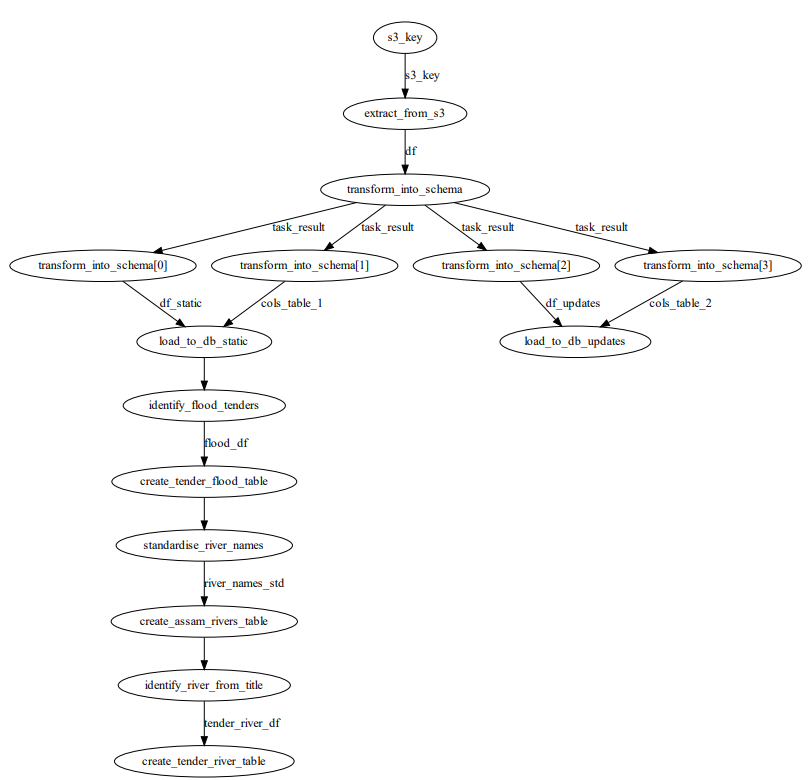 s3_key
s3_key
extract_from_s3
df
transform_into_schema
task_result task_result task_result task_result
transform_into_schema[0] transform_into_schema[1] transform_into_schema[2] transform_into_schema[3]
df_static cols_table_1 df_updates cols_table_2
load_to_db_static load_to_db_updates
identify_flood_tenders
flood_df
create_tender_flood_table
standardise_river_names
river_names_std
create_assam_rivers_table
identify_river_from_title
tender_river_df
create_tender_river_table